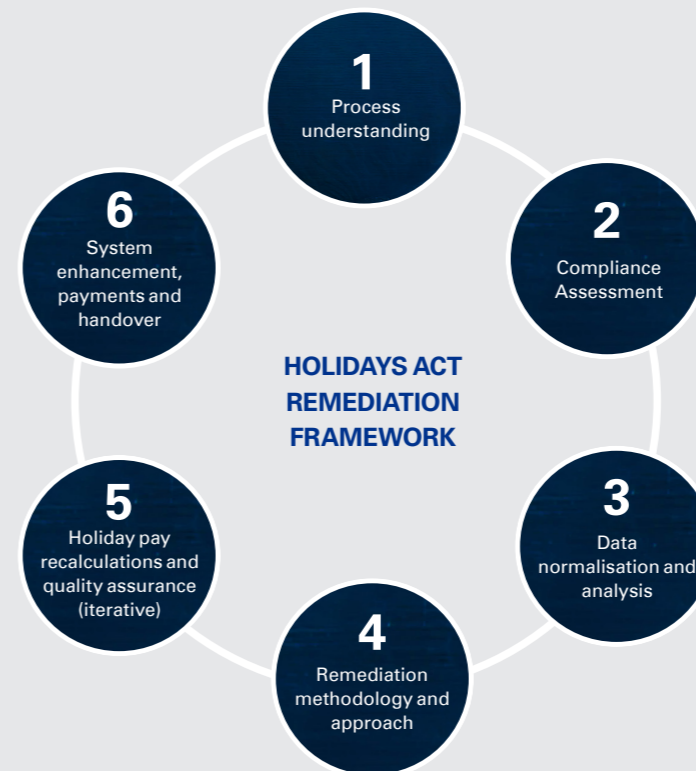 1
Process
understanding
2
Compliance
Assessment
3
Data
normalisation and
analysis
4
Remediation
methodology and
approach
5
Holiday pay
recalculations and
quality assurance
(iterative)
6
System
enhancement,
payments and
handover
HOLIDAYS ACT
REMEDIATION
FRAMEWORK